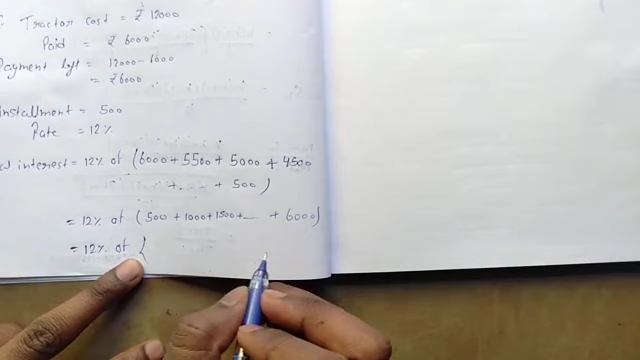 Tractor cost = ₹ 12000
Paid = ₹ 6000
Payment left = 12000 - 6000
= ₹6000
Installment = 500
Rate = 12%
interest = 12% of (6000 + 5500 + 5000 + 4500
+ ... + 500)
= 12% of (500 + 1000 + 1500 + — + 6000)
= 12% of (